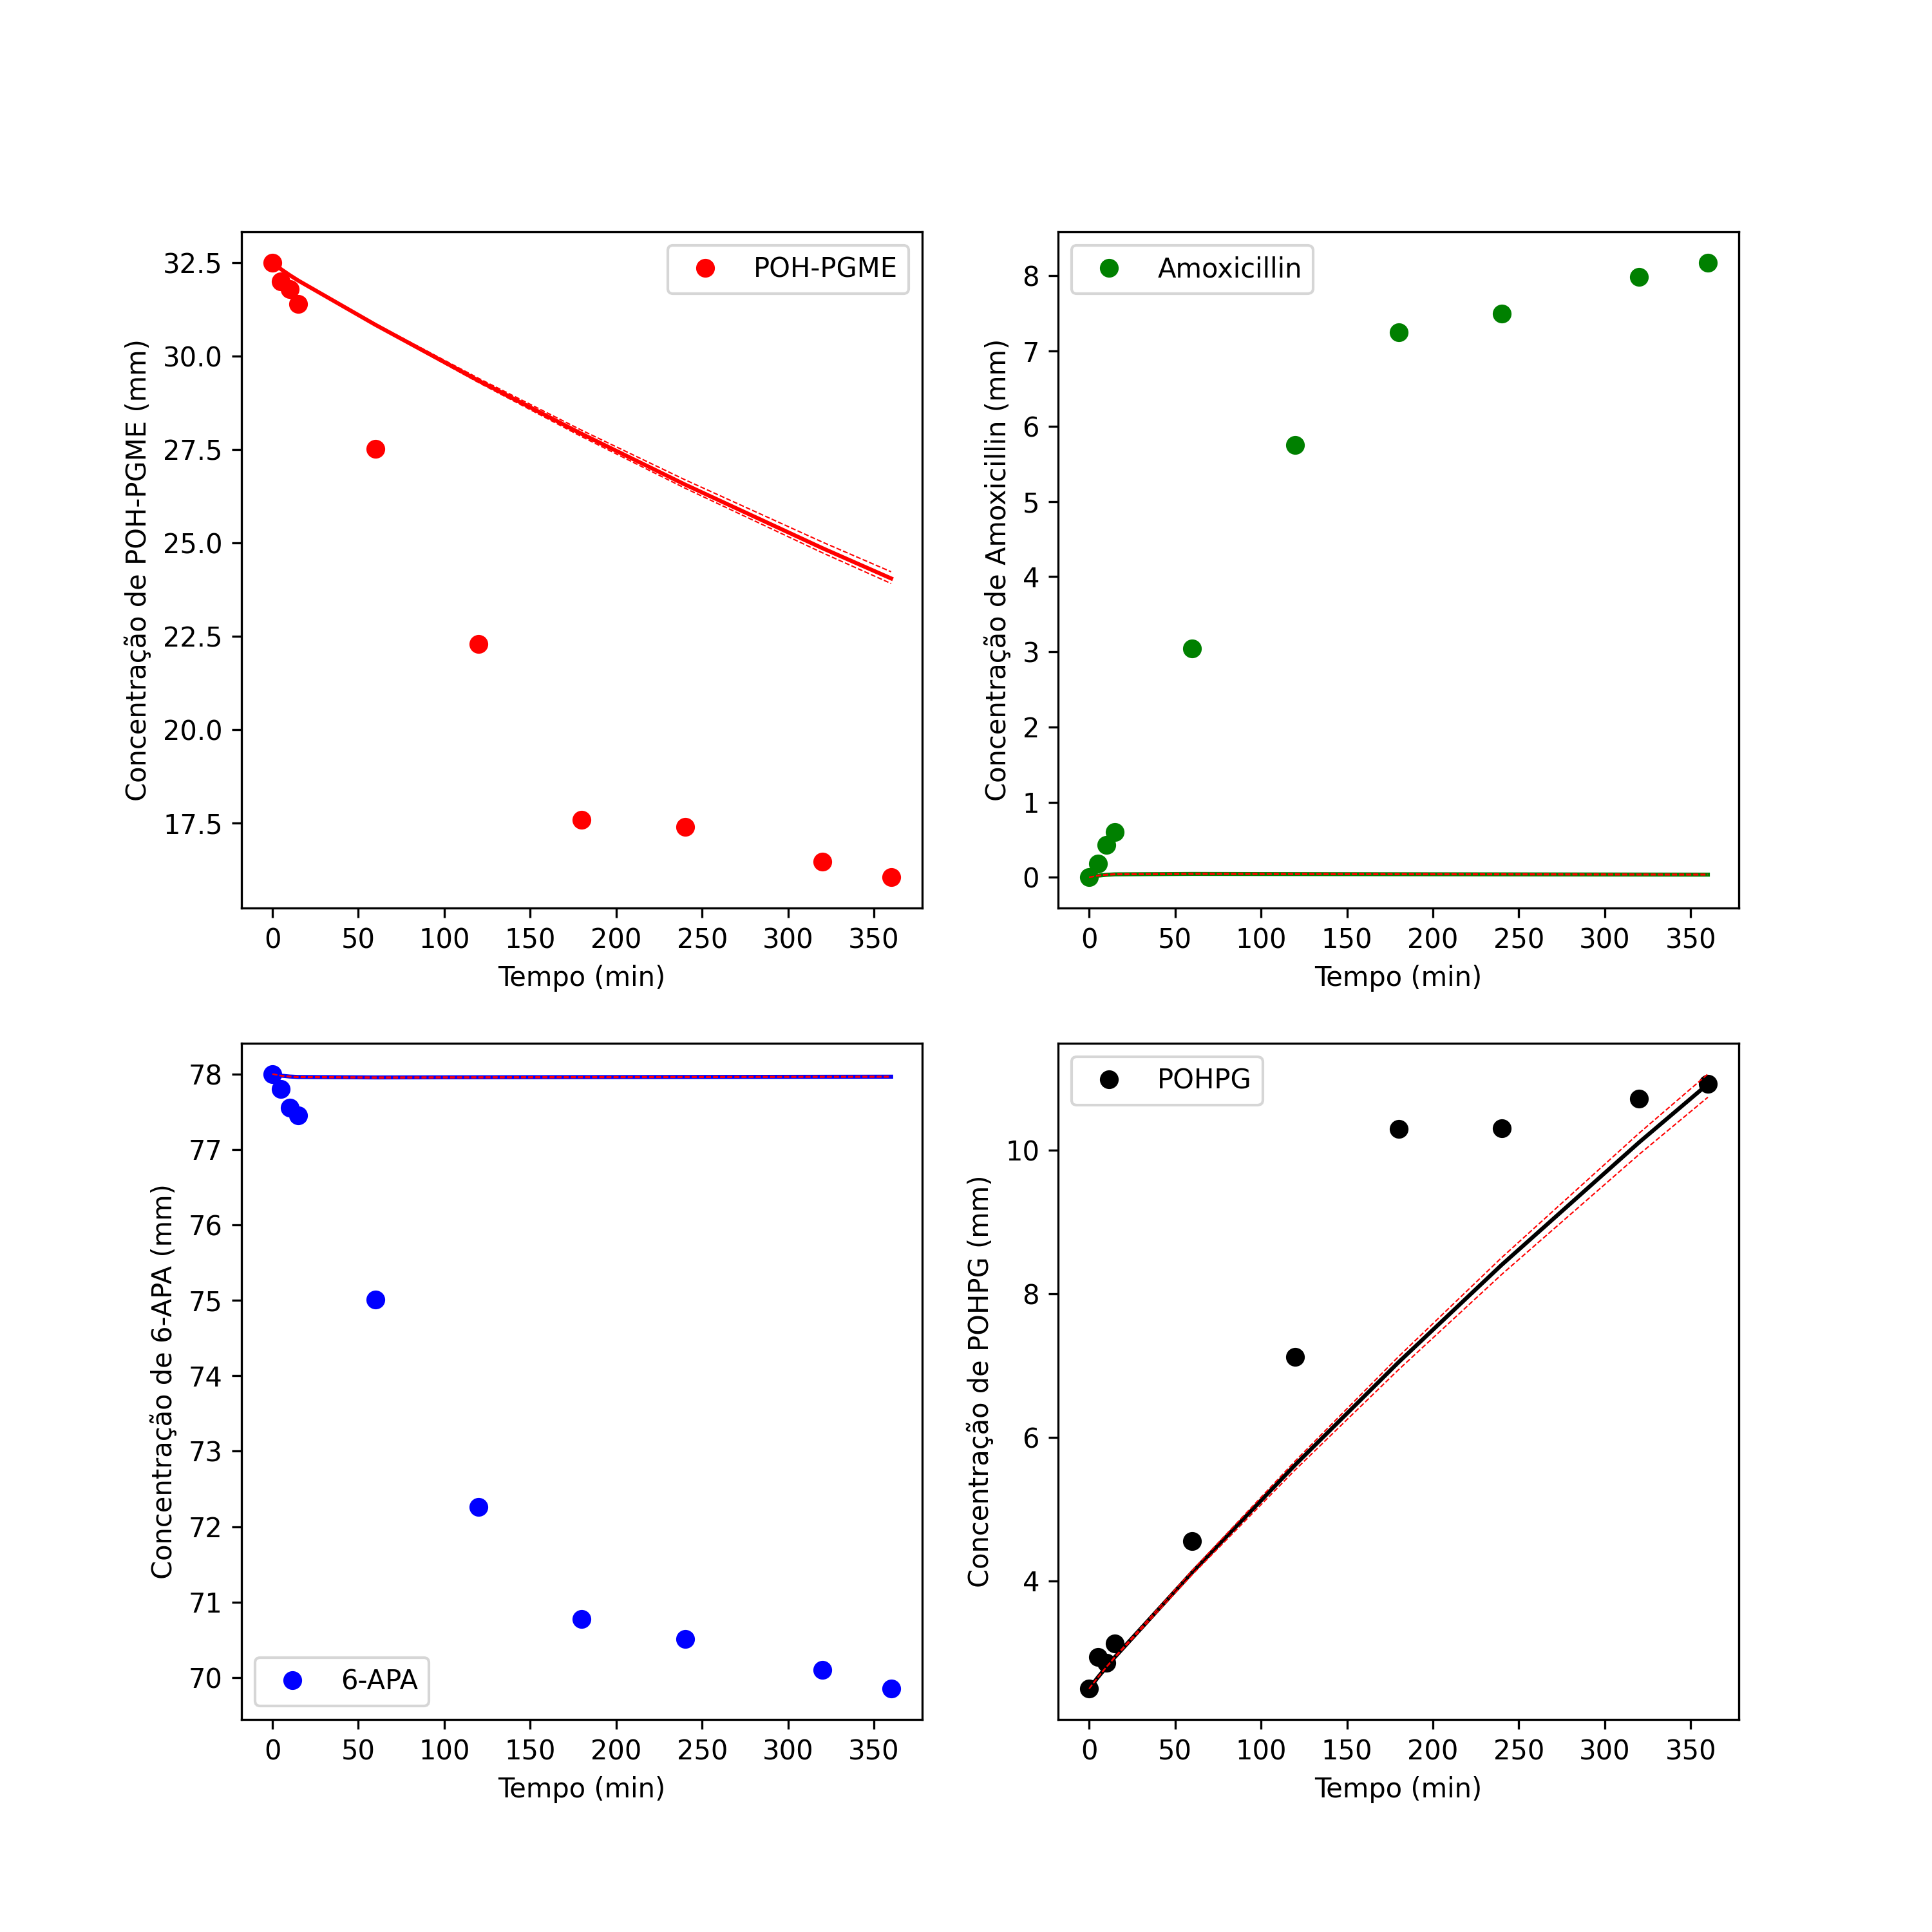 POH-PGME
Concentração de POH-PGME (mm)
32.5
30.0
27.5
25.0
22.5
20.0
17.5
0 50 100 150 200 250 300 350
Tempo (min)
Amoxicillin
Concentração de Amoxicillin (mm)
8
7
6
5
4
3
2
1
0
0 50 100 150 200 250 300 350
Tempo (min)
6-APA
Concentração de 6-APA (mm)
78
77
76
75
74
73
72
71
70
0 50 100 150 200 250 300 350
Tempo (min)
POHPG
Concentração de POHPG (mm)
10
8
6
4
0 50 100 150 200 250 300 350
Tempo (min)